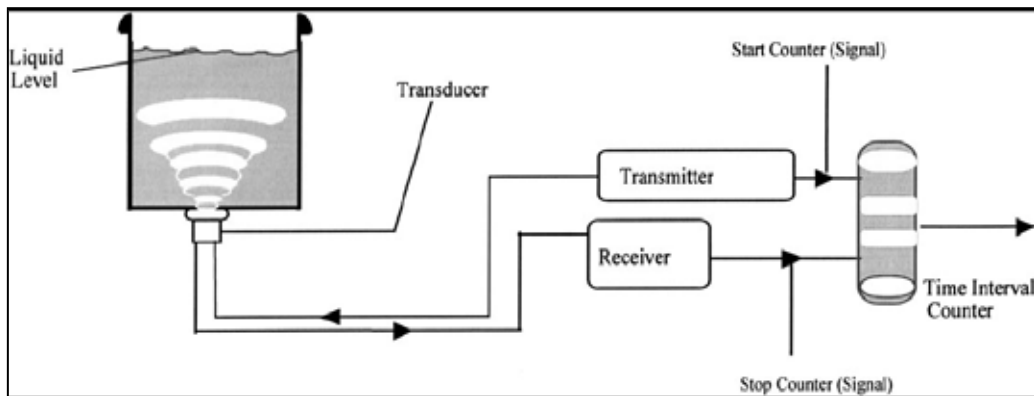 Start Counter (Signal)
Liquid
Level
Transducer
Transmitter
Receiver
Time Interval
Counter
Stop Counter (Signal)